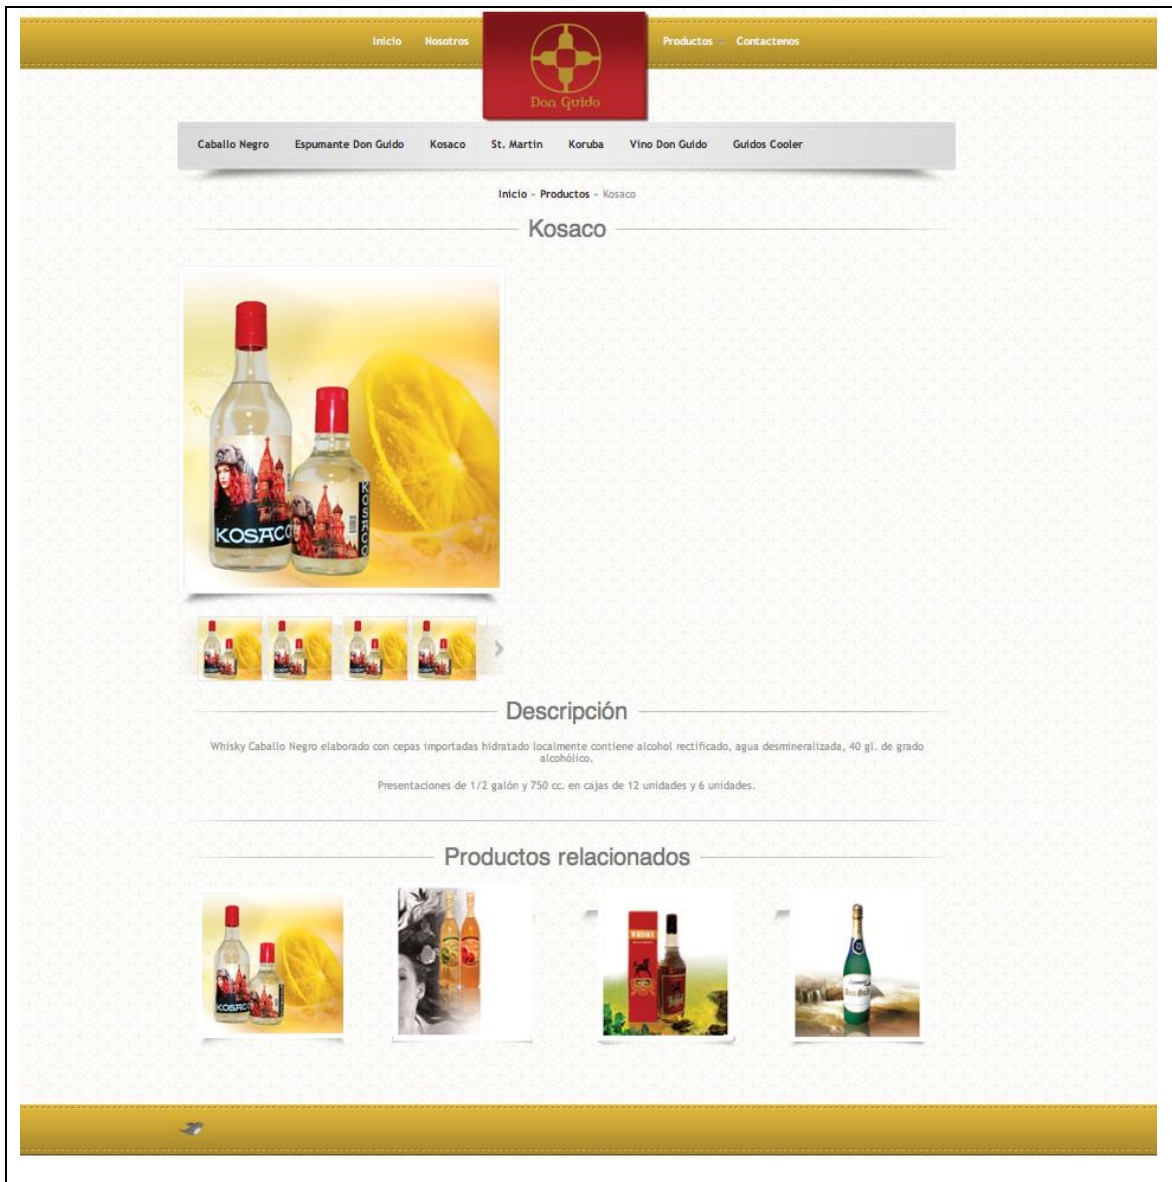 Inicio Nosotros Productos Contactenos
Don Guido
Caballo Negro Espumante Don Guido Kosaco St. Martin Koruba Vino Don Guido Guidos Cooler
Inicio - Productos - Kosaco
Kosaco
KOSACO
KOSACO
Descripción
Whisky Caballo Negro elaborado con cepas importadas hidratado localmente contiene alcohol rectificado, agua desmineralizada, 40 gl. de grado
alcohólico.
Presentaciones de 1/2 galón y 750 cc. en cajas de 12 unidades y 6 unidades.
Productos relacionados
KOSACO
WHISKY
Don Guido